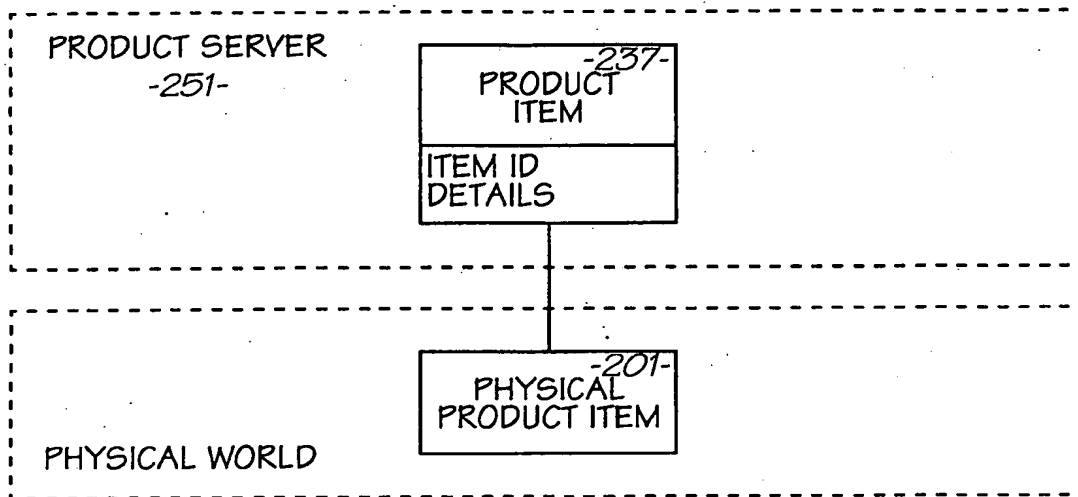 PRODUCT SERVER
-251-
-237-
PRODUCT
ITEM
ITEM ID
DETAILS
-201-
PHYSICAL
PRODUCT ITEM
PHYSICAL WORLD